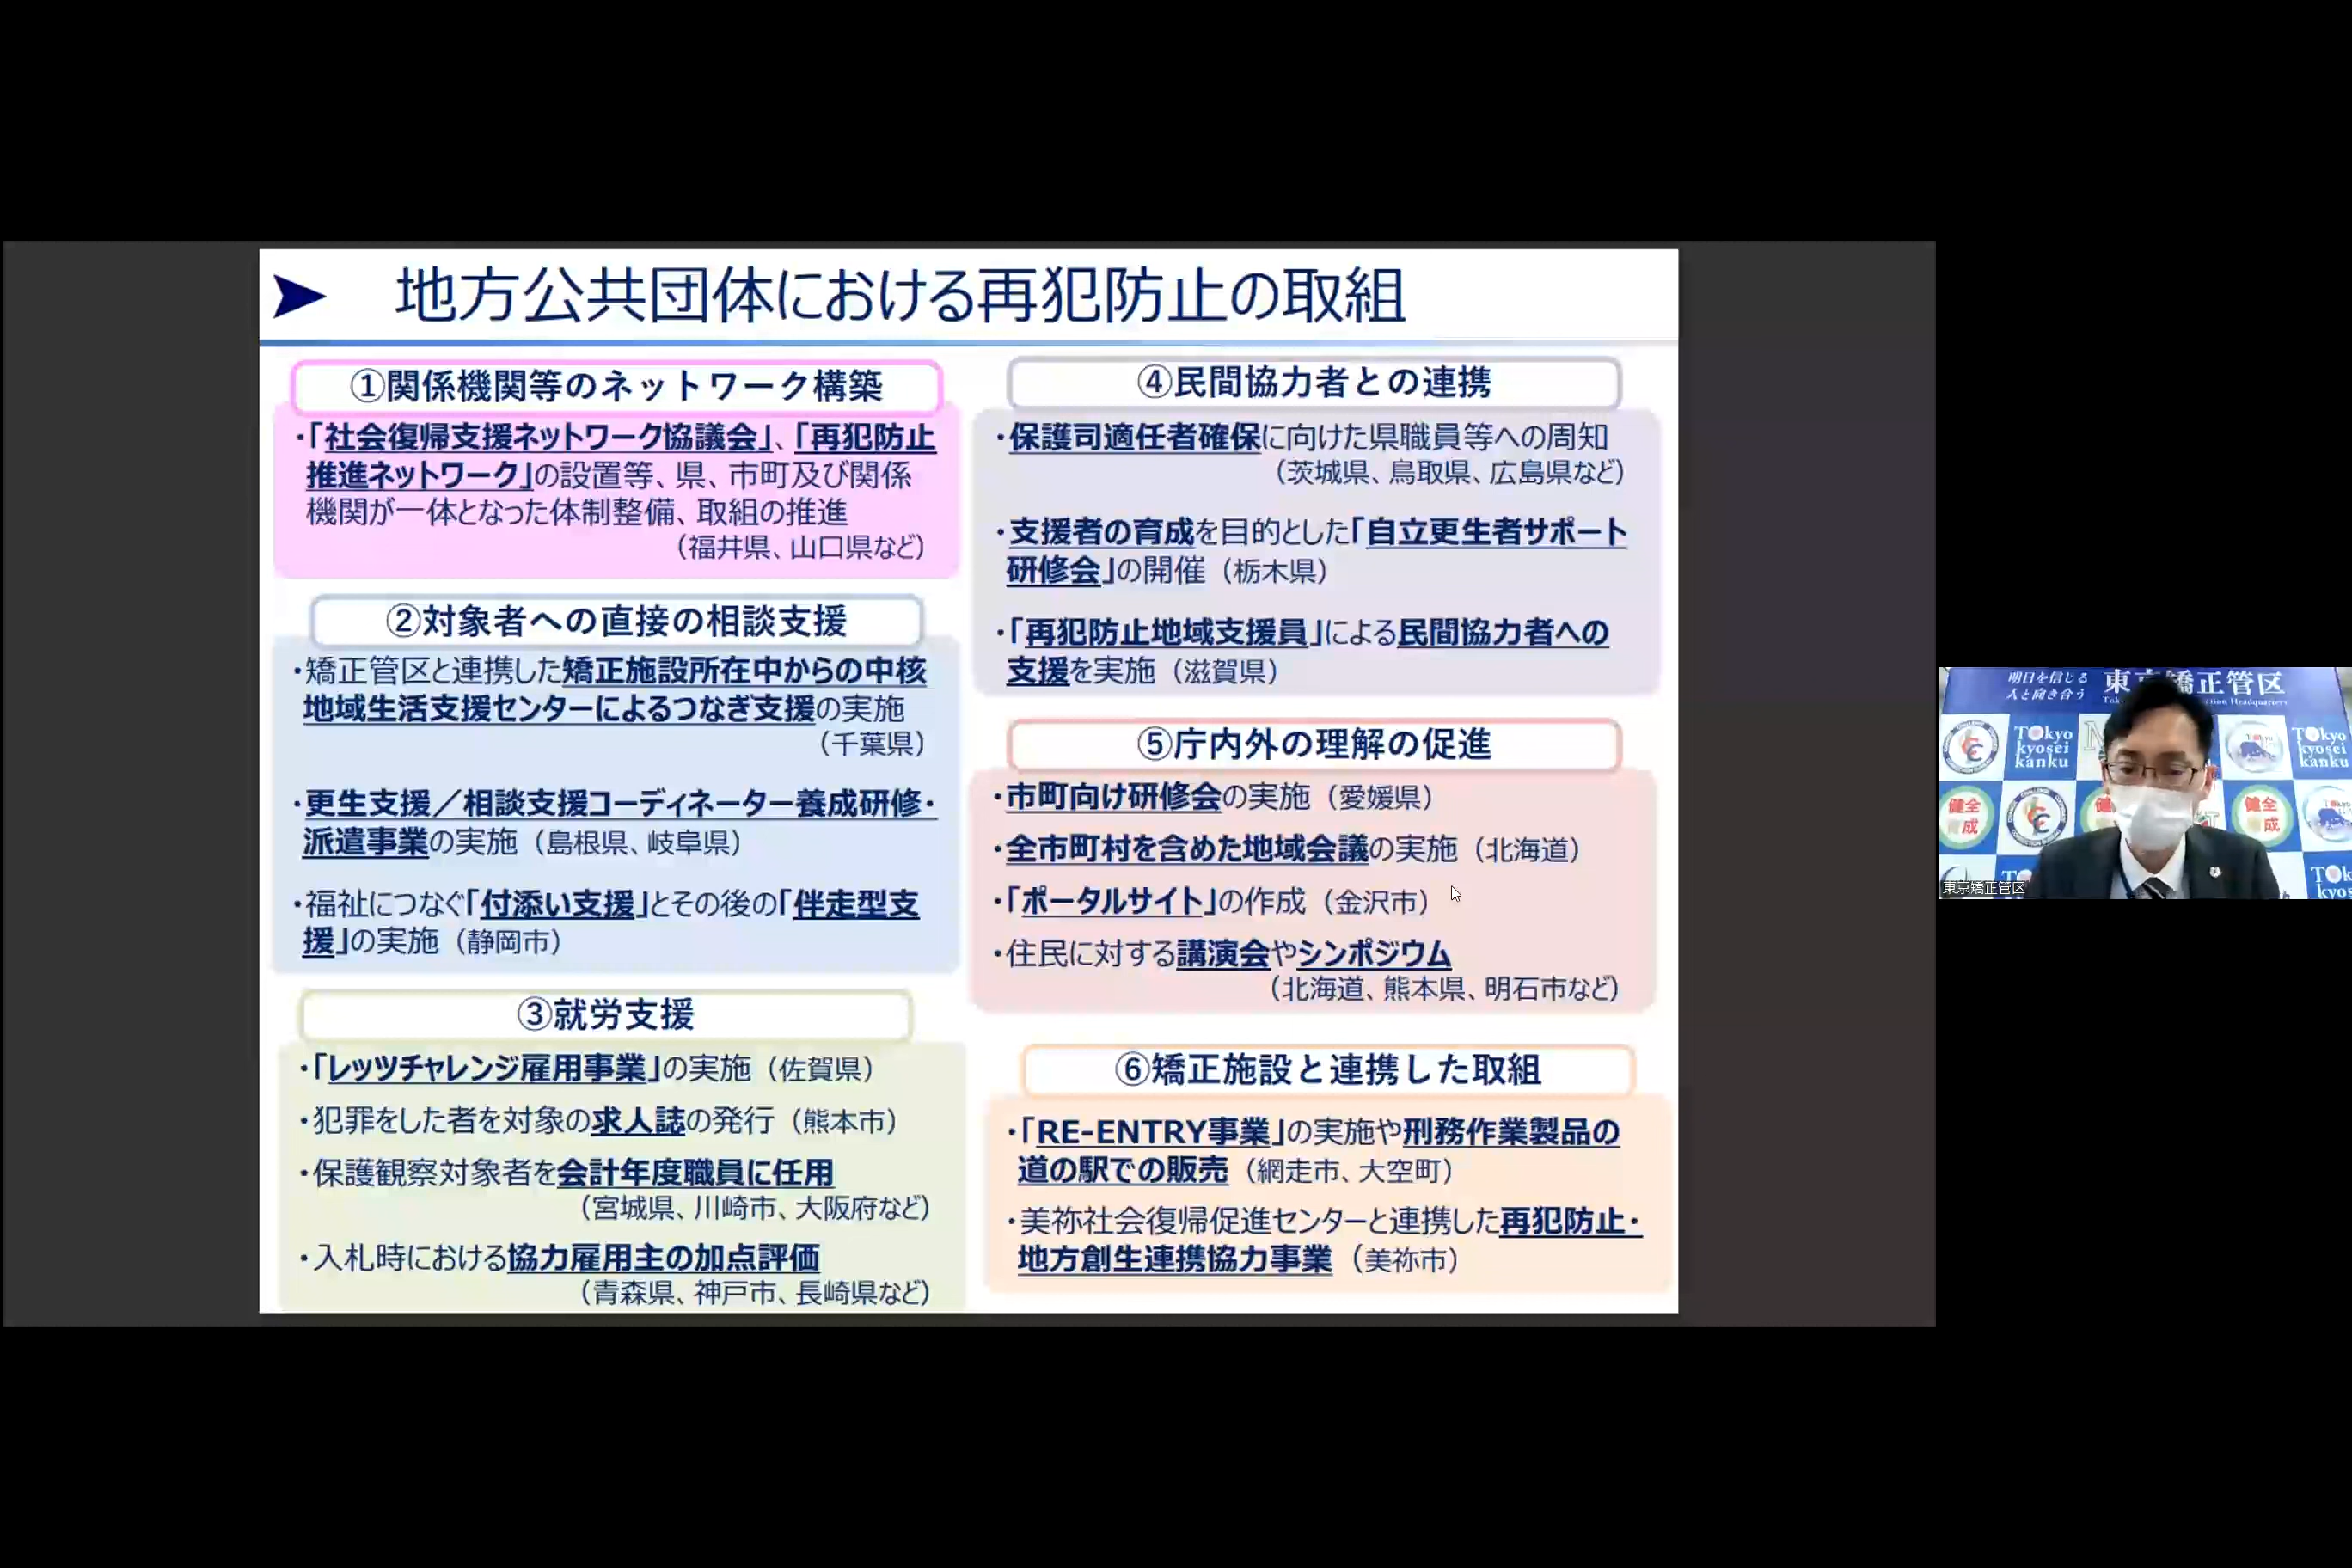 地方公共団体における再犯防止の取組
①関係機関等のネットワーク構築
・「社会復帰支援ネットワーク協議会」、「再犯防止
推進ネットワーク」の設置等、県、市町及び関係
機関が一体となった体制整備、取組の推進
（福井県、山口県など）
②対象者への直接の相談支援
・矯正管区と連携した矯正施設所在中からの中核
地域生活支援センターによるつなぎ支援の実施
（千葉県）
・更生支援／相談支援コーディネーター養成研修・
派遣事業の実施（島根県、岐阜県）
・福祉につなぐ「付添い支援」とその後の「伴走型支
援」の実施（静岡市）
③就労支援
・「レッツチャレンジ雇用事業」の実施（佐賀県）
・犯罪をした者を対象の求人誌の発行（熊本市）
・保護観察対象者を会計年度職員に任用
（宮城県、川崎市、大阪府など）
・入札時における協力雇用主の加点評価
（青森県、神戸市、長崎県など）
④民間協力者との連携
・保護司適任者確保に向けた県職員等への周知
（茨城県、鳥取県、広島県など）
・支援者の育成を目的とした「自立更生者サポート
研修会」の開催（栃木県）
・「再犯防止地域支援員」による民間協力者への
支援を実施（滋賀県）
⑤庁内外の理解の促進
・市町向け研修会の実施（愛媛県）
・全市町村を含めた地域会議の実施（北海道）
・「ポータルサイト」の作成（金沢市）
・住民に対する講演会やシンポジウム
（北海道、熊本県、明石市など）
⑥矯正施設と連携した取組
・「RE-ENTRY事業」の実施や刑務作業製品の
道の駅での販売（網走市、大空町）
・美祢社会復帰促進センターと連携した再犯防止・
地方創生連携協力事業（美祢市）
明日を信じる
人と向き合う
東京矯正管区
Tokyo
kyosei
kanku
Tokyo
kyosei
kanku
健全
育成
健全
育成
東京矯正管区